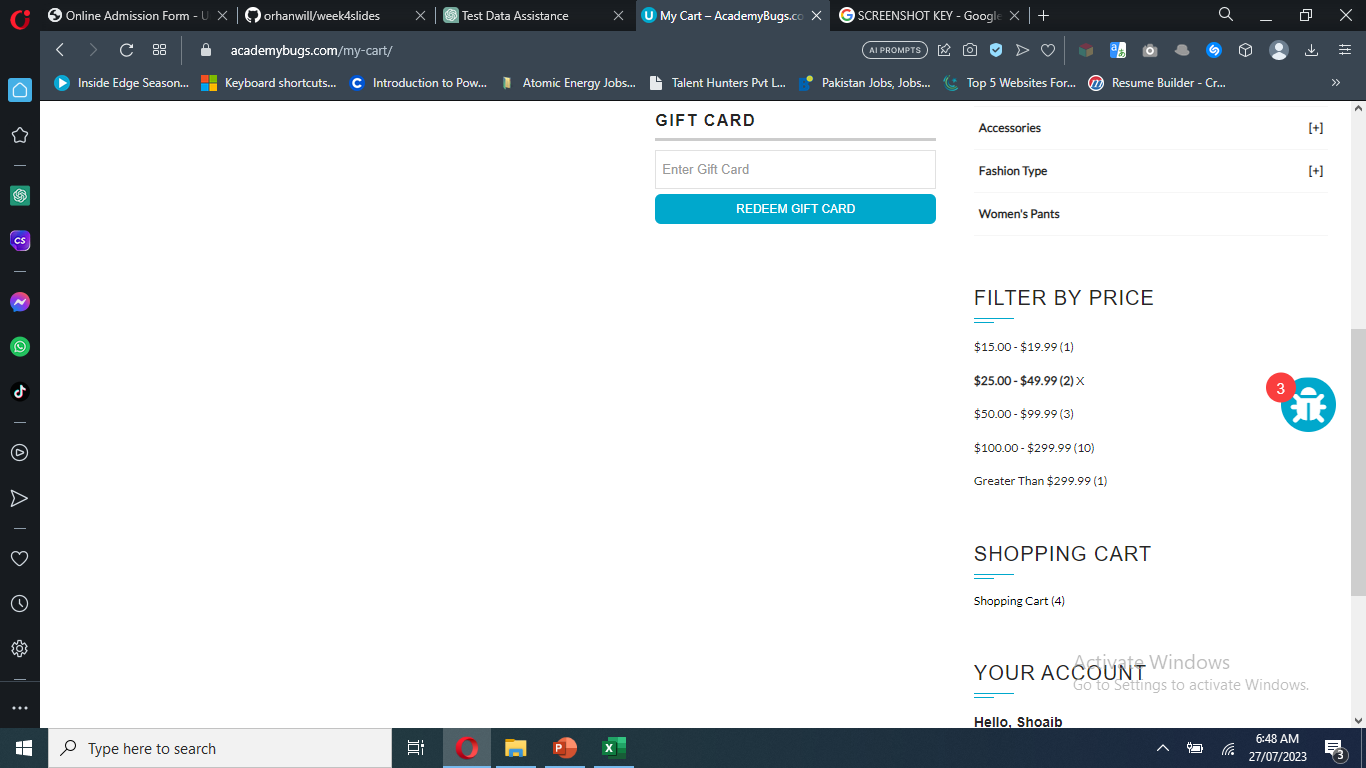 Online Admission Form - U
orhanwill/week4slides
Test Data Assistance
My Cart – AcademyBugs.co
SCREENSHOT KEY - Google
academybugs.com/my-cart/
AI PROMPTS
Inside Edge Season...
Keyboard shortcuts...
Introduction to Pow...
Atomic Energy Jobs...
Talent Hunters Pvt L...
Pakistan Jobs, Jobs...
Top 5 Websites For...
Resume Builder - Cr...
CS
GIFT CARD
Enter Gift Card
REDEEM GIFT CARD
Accessories [+]
Fashion Type [+]
Women's Pants
FILTER BY PRICE
$15.00 - $19.99 (1)
$25.00 - $49.99 (2) X
$50.00 - $99.99 (3)
$100.00 - $299.99 (10)
Greater Than $299.99 (1)
3
SHOPPING CART
Shopping Cart (4)
YOUR ACCOUNT
Hello, Shoaib
Activate Windows
Go to Settings to activate Windows.
Type here to search
6:48 AM
27/07/2023
3